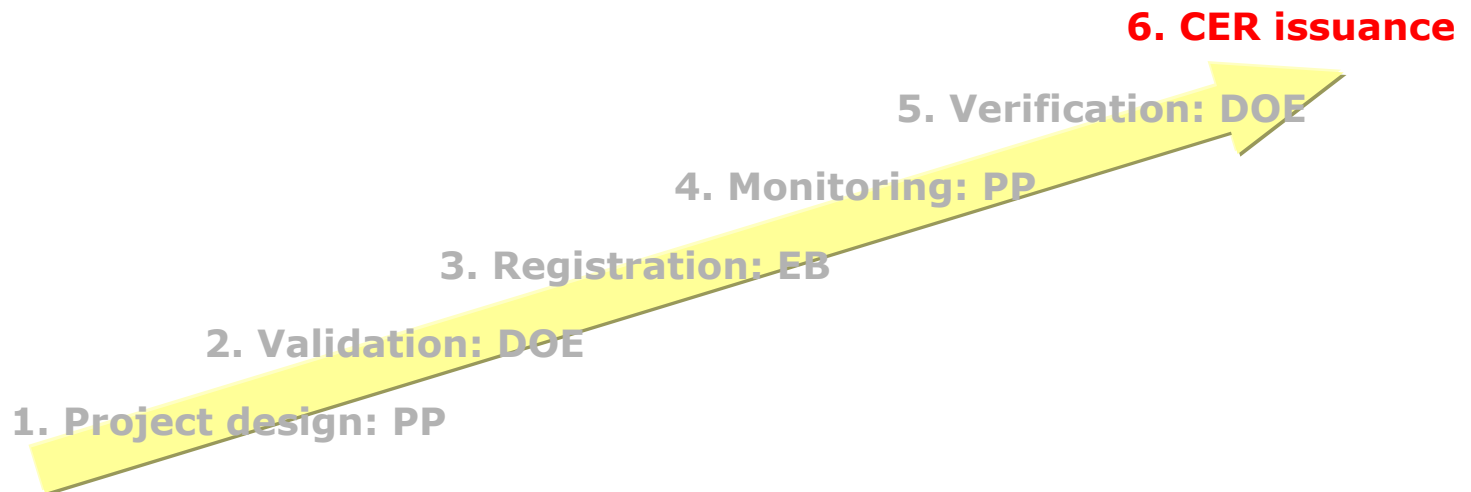 6. CER issuance
5. Verification: DOE
4. Monitoring: PP
3. Registration: EB
2. Validation: DOE
1. Project design: PP